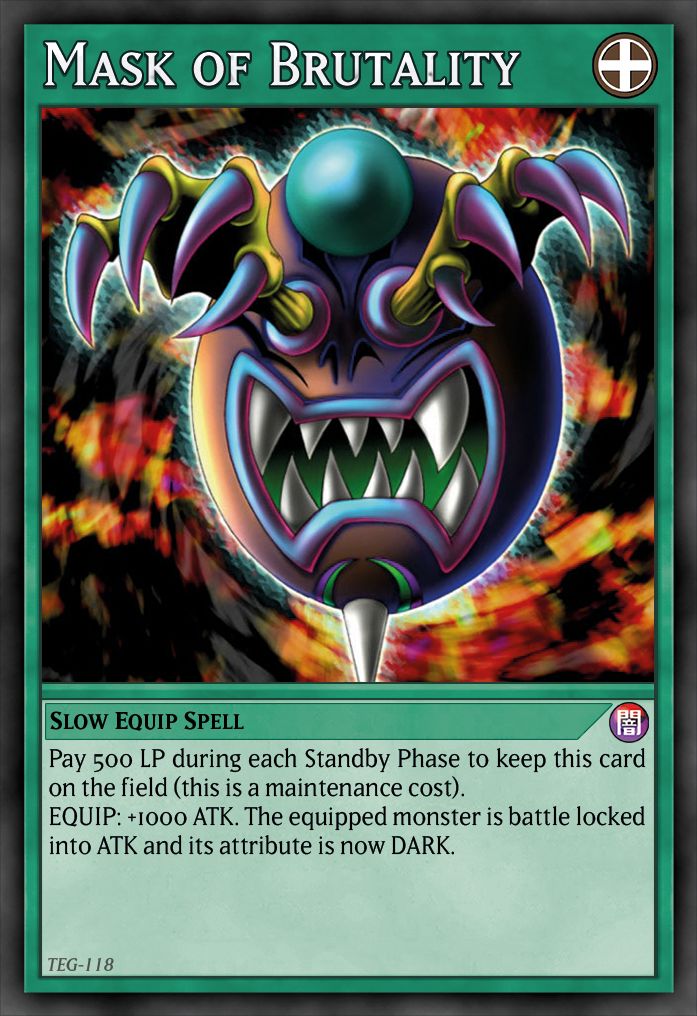 Mask of Brutality
Slow Equip Spell
闇
Pay 500 LP during each Standby Phase to keep this card
on the field (this is a maintenance cost).
EQUIP: +1000 ATK. The equipped monster is battle locked
into ATK and its attribute is now DARK.
TEG-118